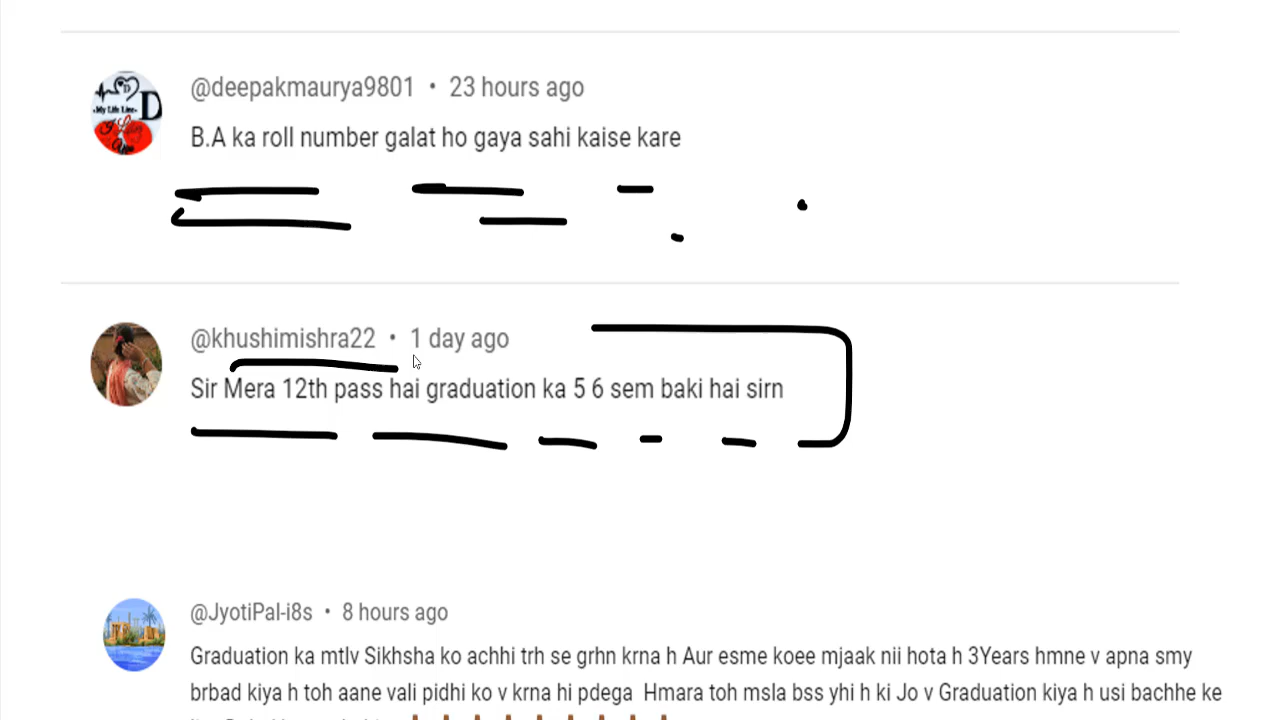 @deepakmaurya9801 • 23 hours ago
B.A ka roll number galat ho gaya sahi kaise kare
@khushimishra22 • 1 day ago
Sir Mera 12th pass hai graduation ka 5 6 sem baki hai sirn
@JyotiPal-i8s • 8 hours ago
Graduation ka mtlv Sikhsha ko achhi trh se grhn krna h Aur esme koee mjaak nii hota h 3Years hmne v apna smy
brbad kiya h toh aane vali pidhi ko v krna hi pdega Hmara toh msla bss yhi h ki Jo v Graduation kiya h usi bachhe ke